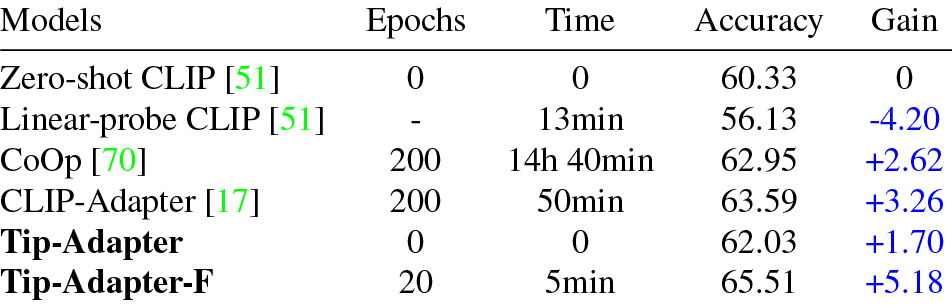 Models Epochs Time Accuracy Gain
Zero-shot CLIP [51] 0 0 60.33 0
Linear-probe CLIP [51] - 13min 56.13 -4.20
CoOp [70] 200 14h 40min 62.95 +2.62
CLIP-Adapter [17] 200 50min 63.59 +3.26
Tip-Adapter 0 0 62.03 +1.70
Tip-Adapter-F 20 5min 65.51 +5.18